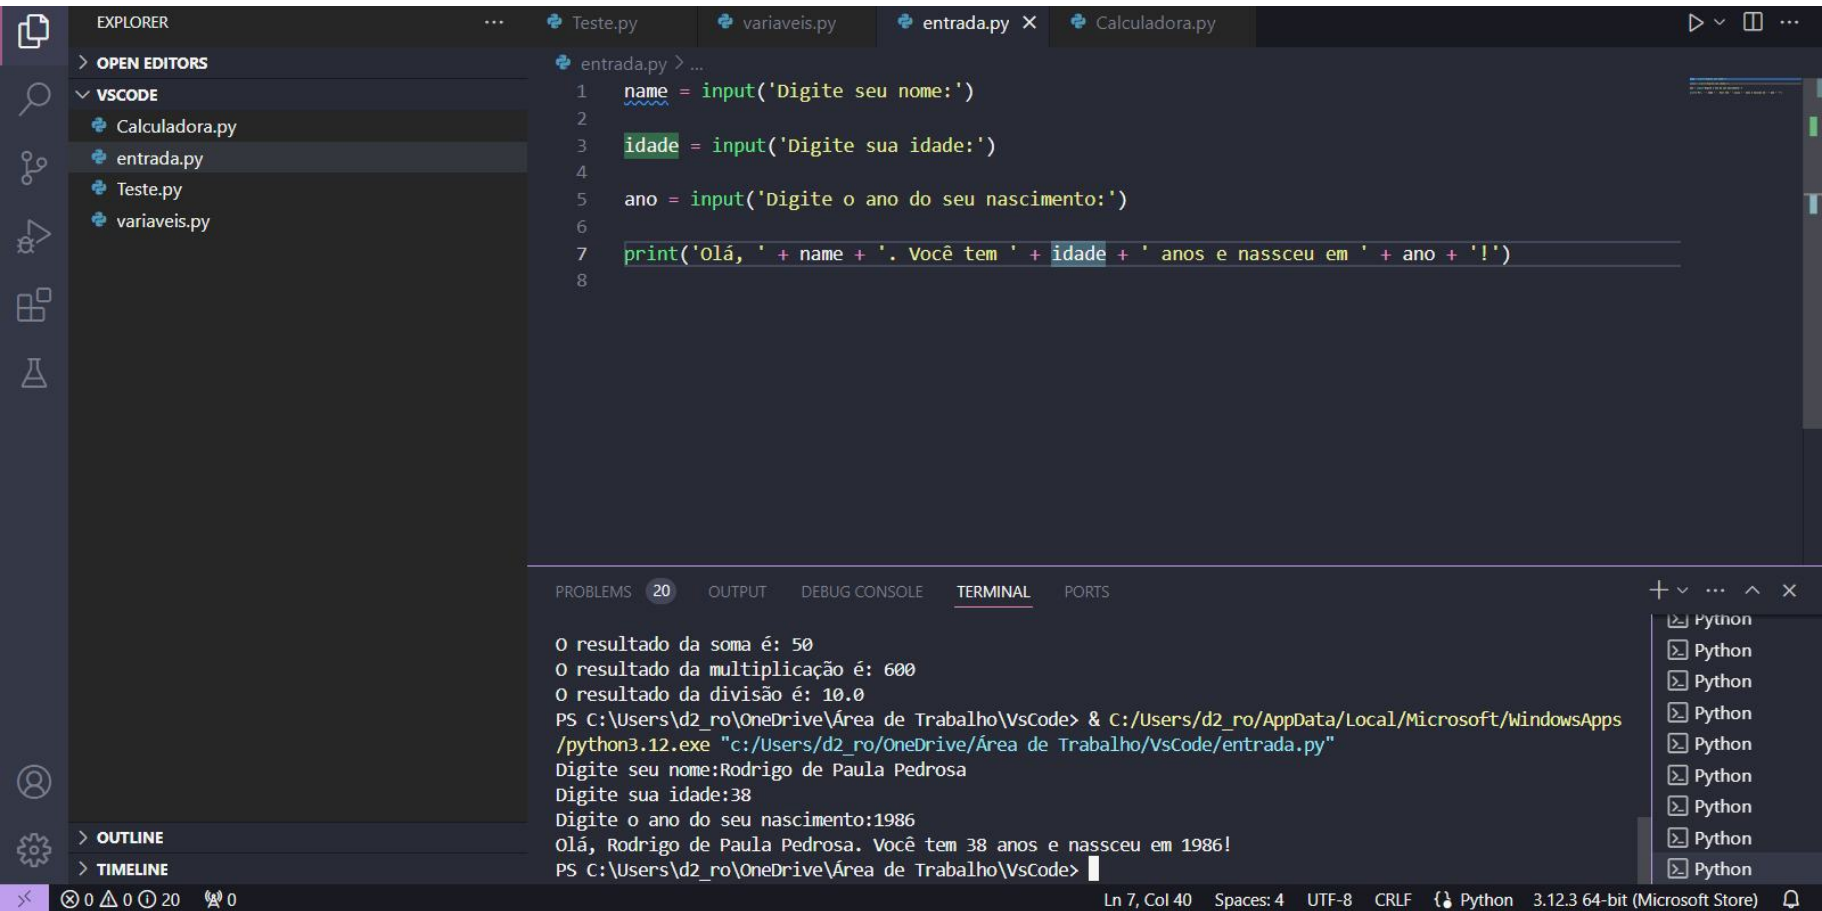 EXPLORER ...
OPEN EDITORS
VSCODE
Calculadora.py
entrada.py
Teste.py
variaveis.py
OUTLINE
TIMELINE
Teste.py variaveis.py entrada.py Calculadora.py
entrada.py > ...
1 name = input('Digite seu nome:')
2
3 idade = input('Digite sua idade:')
4
5 ano = input('Digite o ano do seu nascimento:')
6
7 print('Olá, ' + name + '. Você tem ' + idade + ' anos e nassceu em ' + ano + '!')
8
PROBLEMS 20 OUTPUT DEBUG CONSOLE TERMINAL PORTS
O resultado da soma é: 50
O resultado da multiplicação é: 600
O resultado da divisão é: 10.0
PS C:\Users\d2_ro\OneDrive\Área de Trabalho\VsCode> & C:/Users/d2_ro/AppData/Local/Microsoft/WindowsApps
/python3.12.exe "c:/Users/d2_ro/OneDrive/Área de Trabalho/VsCode/entrada.py"
Digite seu nome:Rodrigo de Paula Pedrosa
Digite sua idade:38
Digite o ano do seu nascimento:1986
Olá, Rodrigo de Paula Pedrosa. Você tem 38 anos e nassceu em 1986!
PS C:\Users\d2_ro\OneDrive\Área de Trabalho\VsCode>
Python
Python
Python
Python
Python
Python
Python
Python
Python
0 0 20 0 Ln 7, Col 40 Spaces: 4 UTF-8 CRLF Python 3.12.3 64-bit (Microsoft Store)